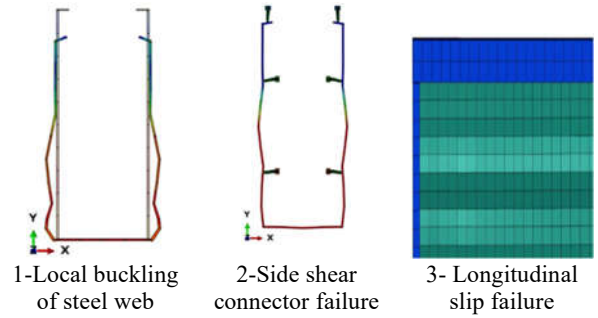 Y
Z
X
Y
Z
X
1-Local buckling
of steel web
2-Side shear
connector failure
3- Longitudinal
slip failure